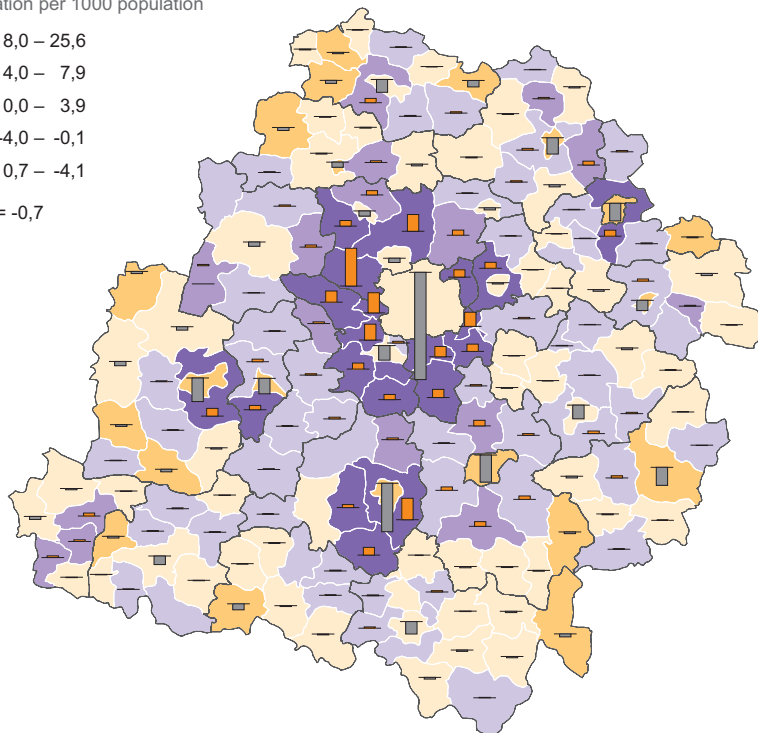 per 1000 population
8,0 – 25,6
4,0 – 7,9
0,0 – 3,9
4,0 – -0,1
0,7 – -4,1
= -0,7